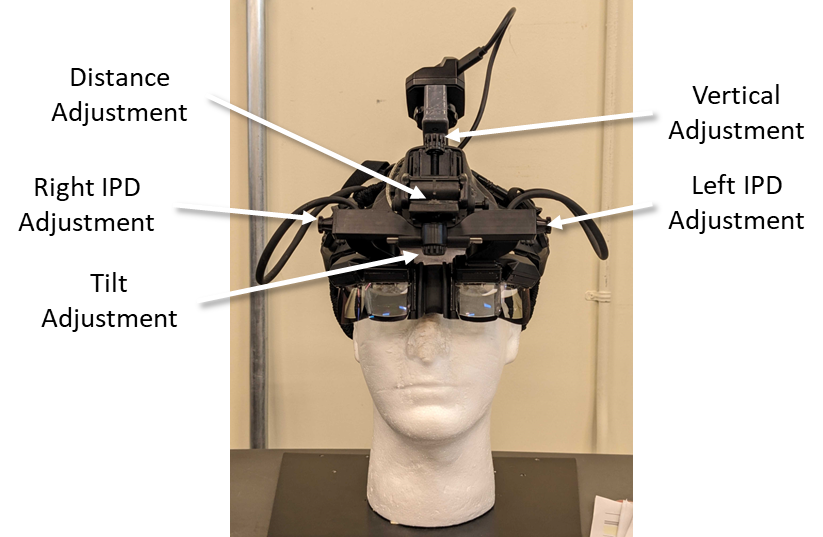 Distance
Adjustment
Vertical
Adjustment
Right IPD
Adjustment
Left IPD
Adjustment
Tilt
Adjustment